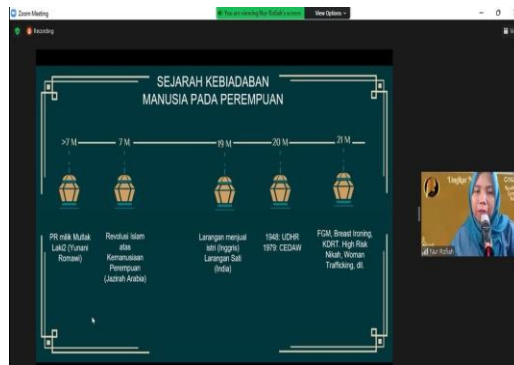 Zoom Meeting
You are viewing Nur Rofiah's screen
View Options
Recording
SEJARAH KEBIADABAN
MANUSIA PADA PEREMPUAN
>7 M
7 M
19 M
20 M
21 M
PR milik Mutlak
Laki2 (Yunani
Romawi)
Revolusi Islam
atas
Kemanusiaan
Perempuan
(Jazirah Arabia)
Larangan menjual
istri (Inggris)
Larangan Sati
(India)
1948: UDHR
1979: CEDAW
FGM, Breast Ironing,
KDRT. High Risk
Nikah, Woman
Trafficking, dll.
Nur Rofiah